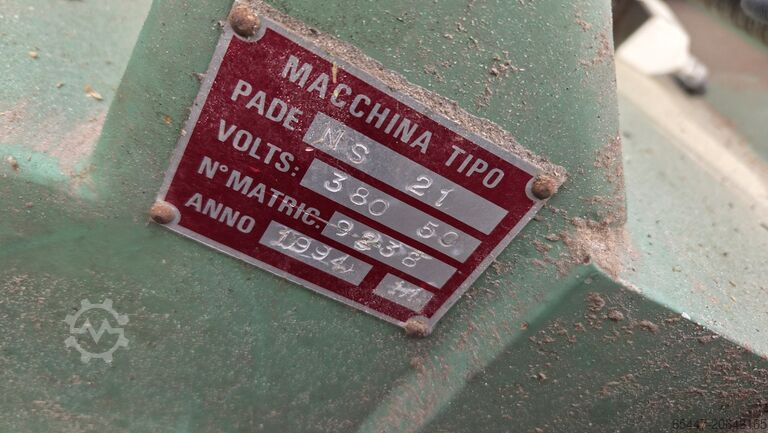 MACCHINA TIPO
PADE NS 21
VOLTS: 380 50
N° MATRIC. 9238
ANNO 1994